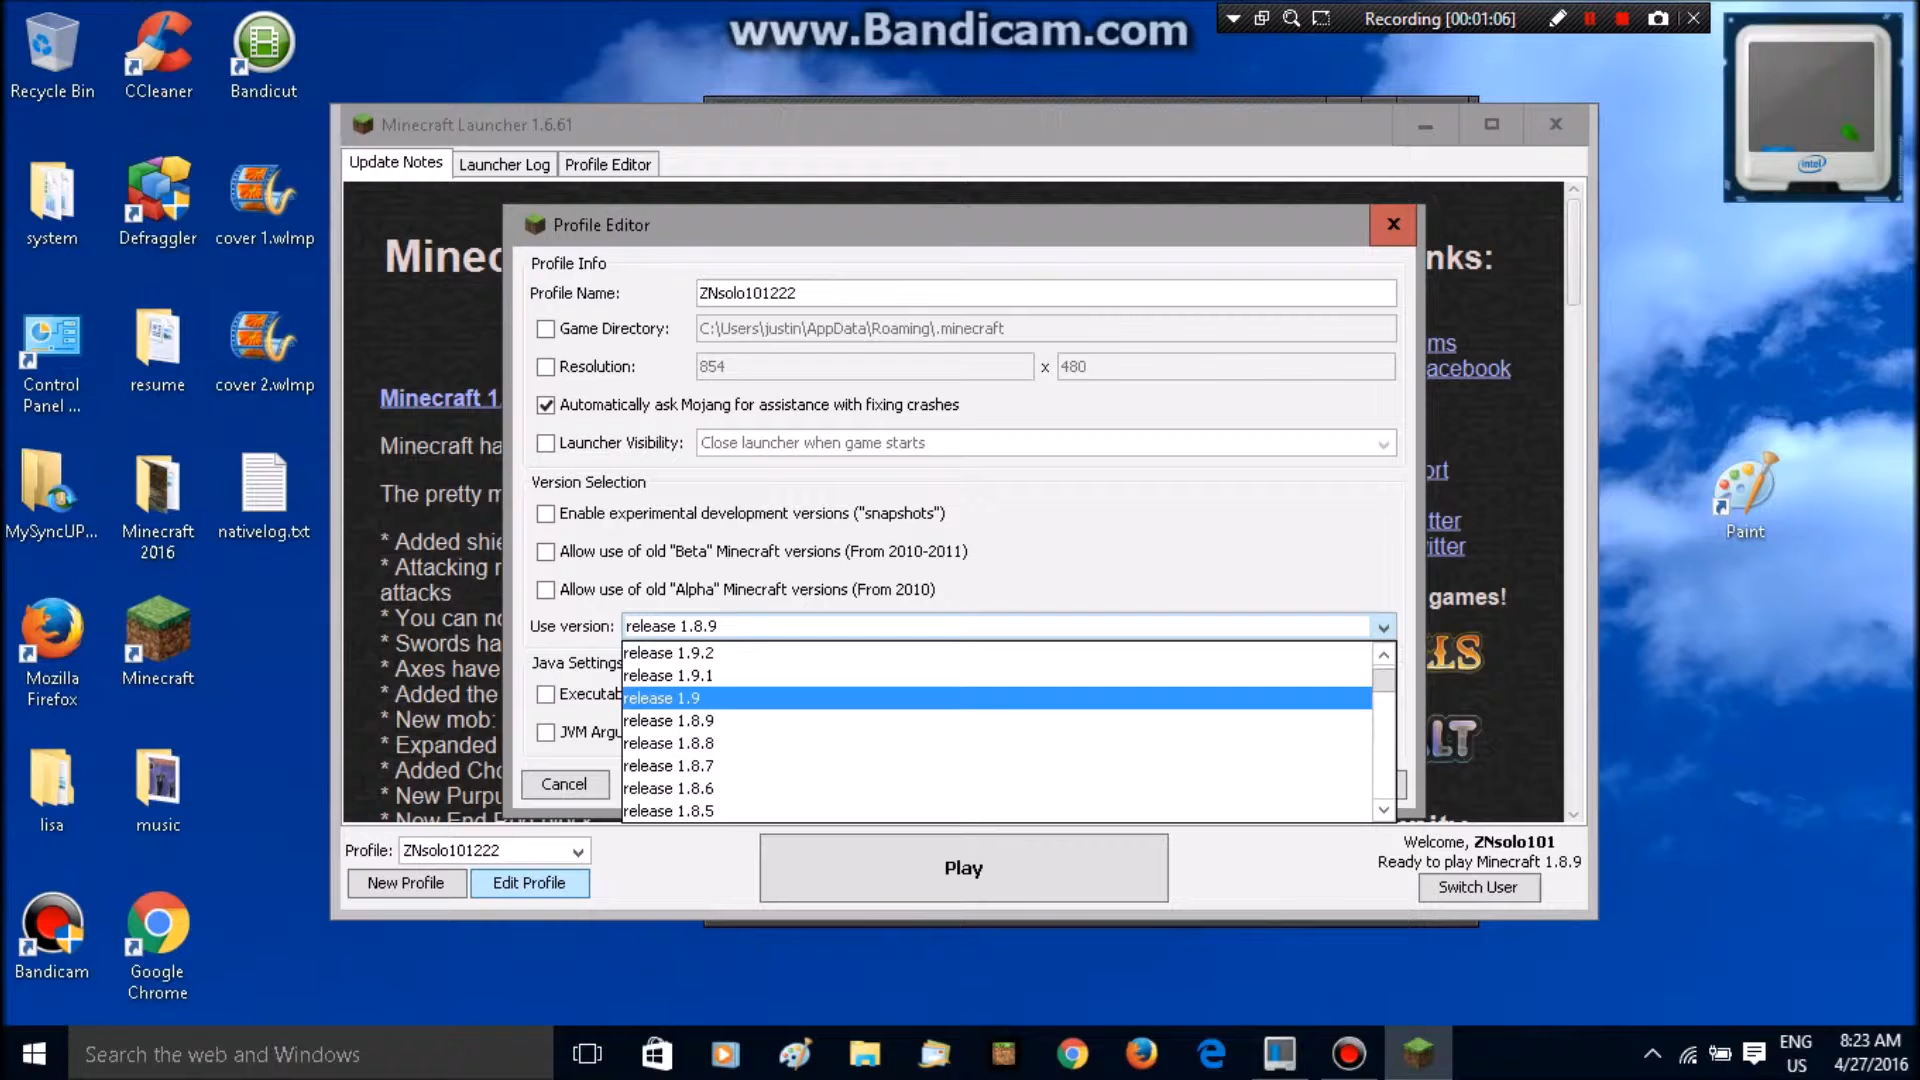 www.Bandicam.com
Recording [00:01:06]
Recycle Bin
CCleaner
Bandicut
system
Defraggler
cover 1.wlmp
Control
Panel ...
resume
cover 2.wlmp
MySyncUP...
Minecraft
2016
nativelog.txt
Mozilla
Firefox
Minecraft
lisa
music
Bandicam
Google
Chrome
Paint
intel
Minecraft Launcher 1.6.61
Update Notes
Launcher Log
Profile Editor
Minec
nks:
ms
acebook
Minecraft 1.
Minecraft ha
ort
The pretty m
tter
itter
* Added shie
* Attacking r
attacks
* You can no
games!
* Swords ha
* Axes have
* Added the
* New mob:
* Expanded
* Added Cho
* New Purpu
* New End Rod block
LLS
LT
Profile Editor
Profile Info
Profile Name:
ZNsolo101222
Game Directory:
C:\Users\justin\AppData\Roaming\.minecraft
Resolution:
854
x
480
Automatically ask Mojang for assistance with fixing crashes
Launcher Visibility:
Close launcher when game starts
Version Selection
Enable experimental development versions ("snapshots")
Allow use of old "Beta" Minecraft versions (From 2010-2011)
Allow use of old "Alpha" Minecraft versions (From 2010)
Use version:
release 1.8.9
release 1.9.2
release 1.9.1
release 1.9
release 1.8.9
release 1.8.8
release 1.8.7
release 1.8.6
release 1.8.5
Java Settings
Executab
JVM Argu
Cancel
Profile:
ZNsolo101222
New Profile
Edit Profile
Play
Welcome, ZNsolo101
Ready to play Minecraft 1.8.9
Switch User
Search the web and Windows
ENG
US
8:23 AM
4/27/2016